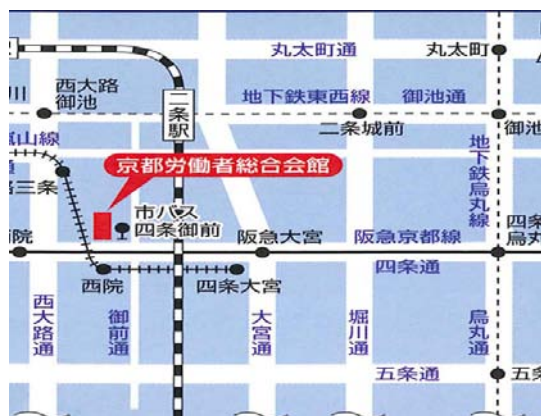 丸太町通
丸太町
西大路
御池
地下鉄東西線
御池通
川
二条駅
二条城前
御池
嵐山線
京都労働者総合会館
地下鉄烏丸線
三条
市バス
四条御前
西院
阪急大宮
阪急京都線
四条
烏丸
四条通
西院
四条大宮
西大路通
御前通
大宮通
堀川通
烏丸通
五条通
五条